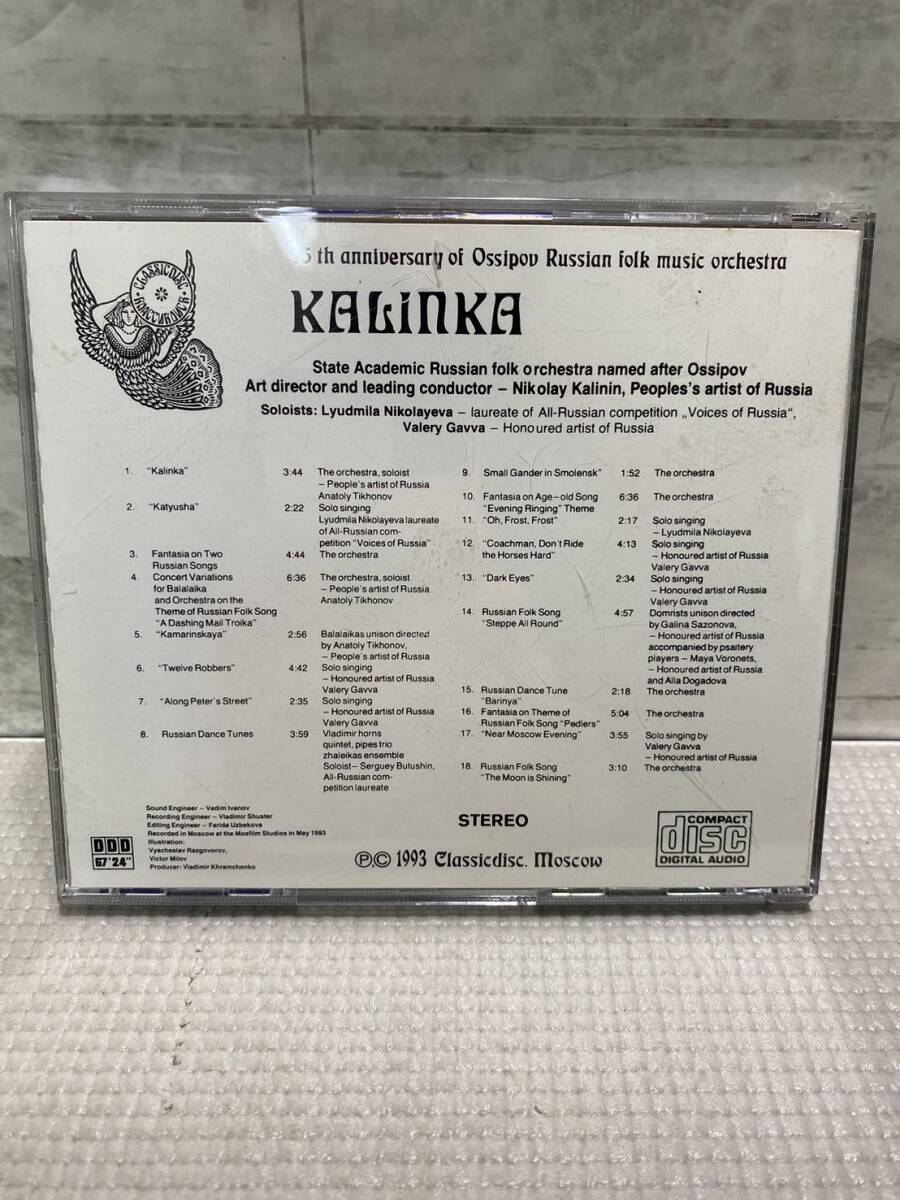 5 th anniversary of Ossipov Russian folk music orchestra
CLASSICDISC
KALINKA
State Academic Russian folk orchestra named after Ossipov
Art director and leading conductor – Nikolay Kalinin, Peoples's artist of Russia
Soloists: Lyudmila Nikolayeva – laureate of All-Russian competition „Voices of Russia“,
Valery Gavva – Honoured artist of Russia
1. "Kalinka" 3:44 The orchestra, soloist
– People's artist of Russia
Anatoly Tikhonov
2. "Katyusha" 2:22 Solo singing
Lyudmila Nikolayeva laureate
of All-Russian com-
petition "Voices of Russia"
3. Fantasia on Two 4:44 The orchestra
Russian Songs
4. Concert Variations 6:36 The orchestra, soloist
for Balalaika – People's artist of Russia
and Orchestra on the Anatoly Tikhonov
Theme of Russian Folk Song
"A Dashing Mail Troika"
5. "Kamarinskaya" 2:56 Balalaikas unison directed
by Anatoly Tikhonov,
– People's artist of Russia
6. "Twelve Robbers" 4:42 Solo singing
– Honoured artist of Russia
Valery Gavva
7. "Along Peter's Street" 2:35 Solo singing
– Honoured artist of Russia
Valery Gavva
8. Russian Dance Tunes 3:59 Vladimir horns
quintet, pipes trio
zhaleikas ensemble
Soloist– Serguey Butushin,
All-Russian com-
petition laureate
9. Small Gander in Smolensk" 1:52 The orchestra
10. Fantasia on Age–old Song 6:36 The orchestra
"Evening Ringing" Theme
11. "Oh, Frost, Frost" 2:17 Solo singing
– Lyudmila Nikolayeva
12. "Coachman, Don't Ride 4:13 Solo singing
the Horses Hard" – Honoured artist of Russia
Valery Gavva
13. "Dark Eyes" 2:34 Solo singing
– Honoured artist of Russia
Valery Gavva
14. Russian Folk Song 4:57 Domrists unison directed
"Steppe All Round" by Galina Sazonova,
– Honoured artist of Russia
accompanied by psaltery
players – Maya Voronets,
– Honoured artist of Russia
and Alla Dogadova
15. Russian Dance Tune 2:18 The orchestra
"Barinya"
16. Fantasia on Theme of 5:04 The orchestra
Russian Folk Song "Pedlers"
17. "Near Moscow Evening" 3:55 Solo singing by
Valery Gavva
– Honoured artist of Russia
18. Russian Folk Song 3:10 The orchestra
"The Moon is Shining"
Sound Engineer – Vadim Ivanov
Recording Engineer – Vladimir Shuster
Editing Engineer – Farida Uzbekova
Recorded in Moscow at the Mosfilm Studios in May 1993
Illustration:
Vyacheslav Razgovorov,
Victor Milov
Producer: Vladimir Khramchenko
DDD
67'24"
STEREO
Ⓟ,© 1993 Classicdisc. Moscow
COMPACT
disc
DIGITAL AUDIO